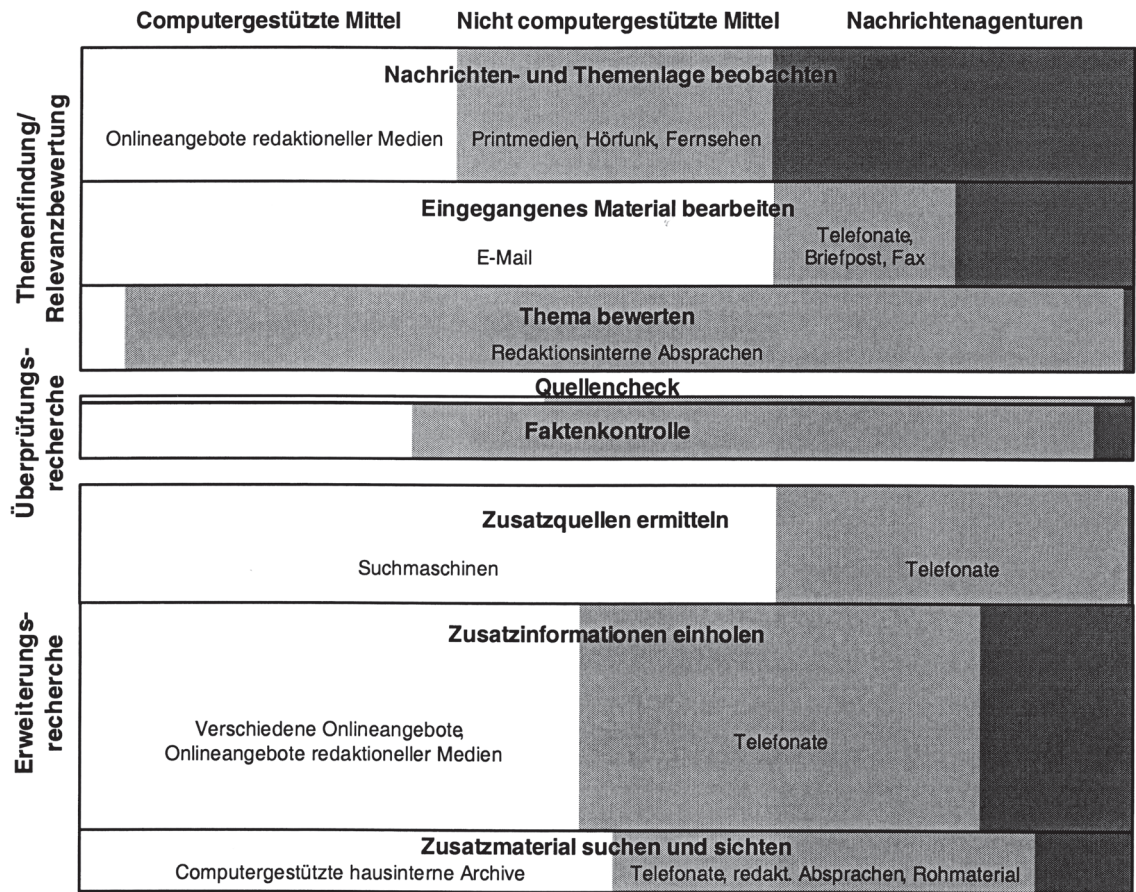 Computergestützte Mittel Nicht computergestützte Mittel Nachrichtenagenturen
Themenfindung/
Relevanzbewertung
Nachrichten- und Themenlage beobachten
Onlineangebote redaktioneller Medien Printmedien, Hörfunk, Fernsehen
Eingegangenes Material bearbeiten
E-Mail
Telefonate,
Briefpost, Fax
Thema bewerten
Redaktionsinterne Absprachen
Überprüfungs-
recherche
Quellencheck
Faktenkontrolle
Erweiterungs-
recherche
Zusatzquellen ermitteln
Suchmaschinen Telefonate
Zusatzinformationen einholen
Verschiedene Onlineangebote,
Onlineangebote redaktioneller Medien
Telefonate
Zusatzmaterial suchen und sichten
Computergestützte hausinterne Archive Telefonate, redakt. Absprachen, Rohmaterial